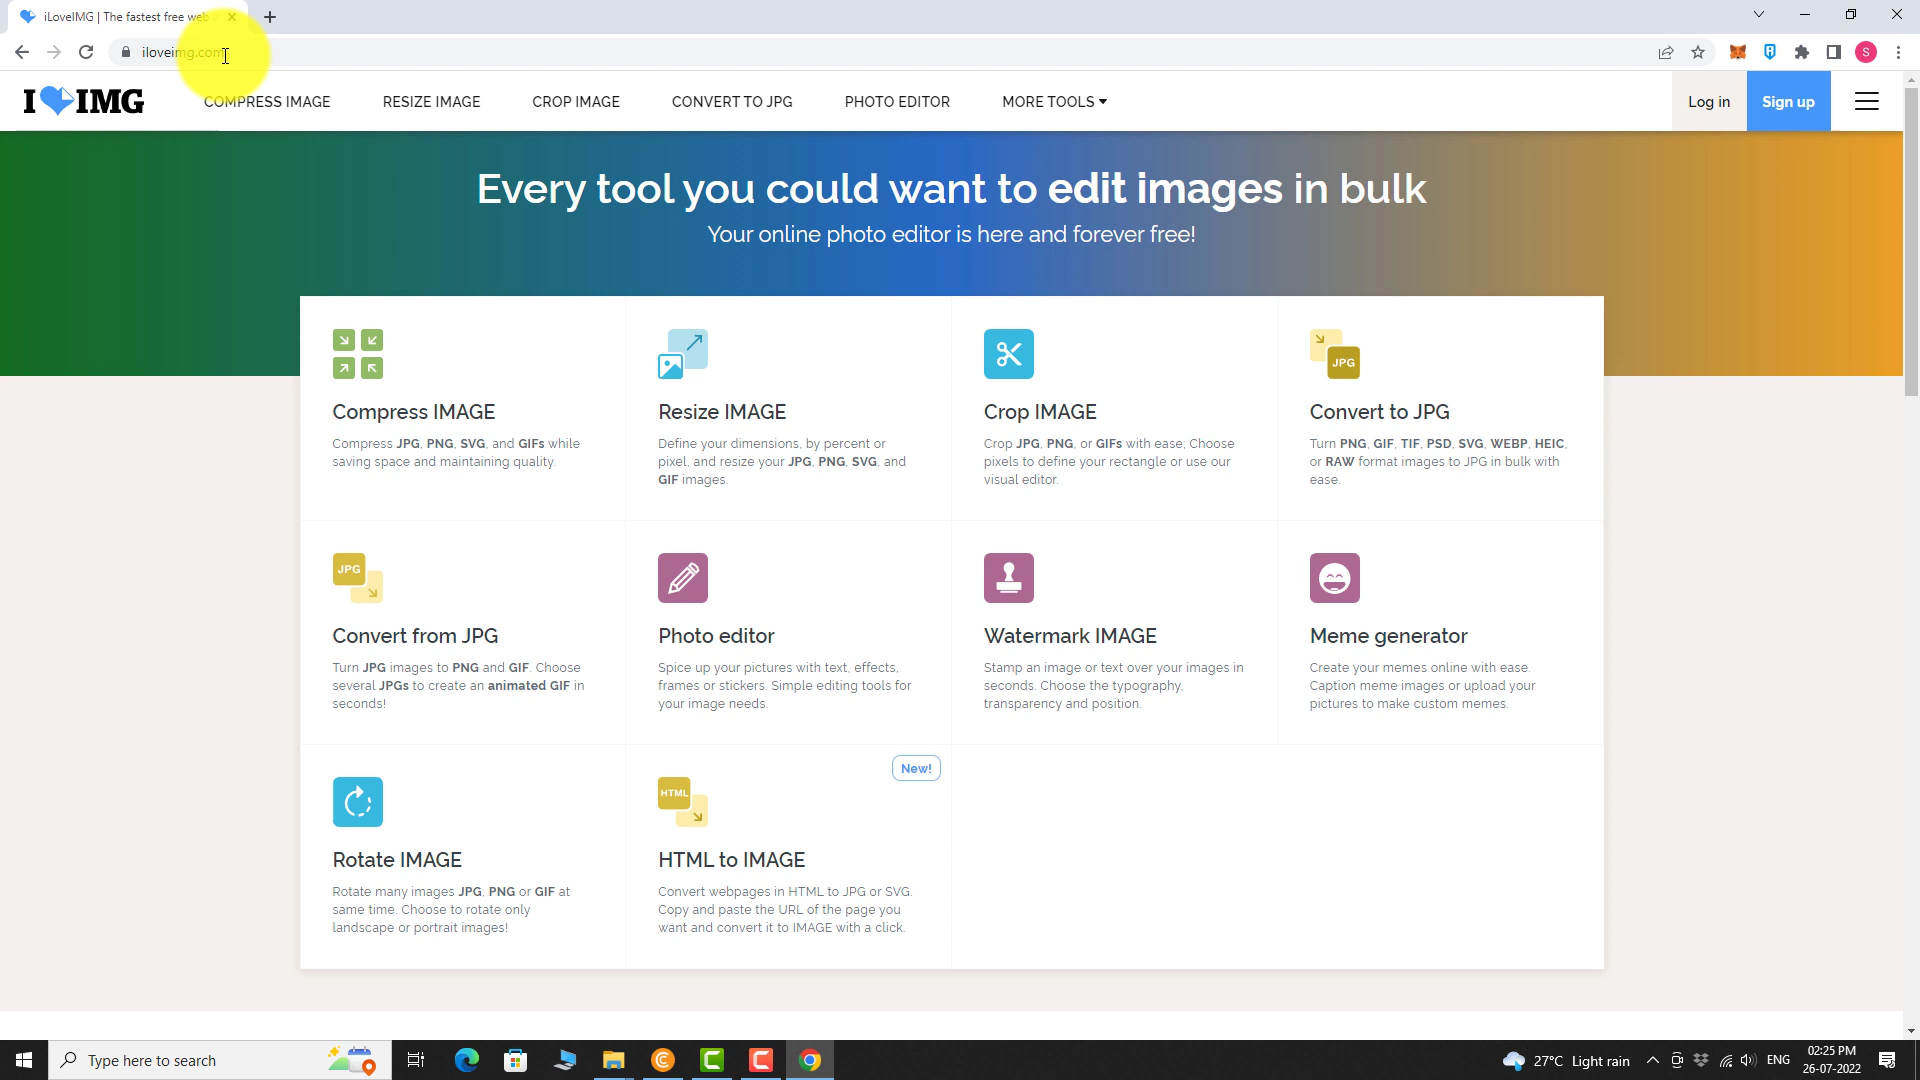 iLoveIMG | The fastest free web
iloveimg.com
S
I IMG
COMPRESS IMAGE
RESIZE IMAGE
CROP IMAGE
CONVERT TO JPG
PHOTO EDITOR
MORE TOOLS
Log in
Sign up
Every tool you could want to edit images in bulk
Your online photo editor is here and forever free!
Compress IMAGE
Compress JPG, PNG, SVG, and GIFs while
saving space and maintaining quality.
Resize IMAGE
Define your dimensions, by percent or
pixel, and resize your JPG, PNG, SVG, and
GIF images.
Crop IMAGE
Crop JPG, PNG, or GIFs with ease; Choose
pixels to define your rectangle or use our
visual editor.
JPG
Convert to JPG
Turn PNG, GIF, TIF, PSD, SVG, WEBP, HEIC,
or RAW format images to JPG in bulk with
ease.
JPG
Convert from JPG
Turn JPG images to PNG and GIF. Choose
several JPGs to create an animated GIF in
seconds!
Photo editor
Spice up your pictures with text, effects,
frames or stickers. Simple editing tools for
your image needs.
Watermark IMAGE
Stamp an image or text over your images in
seconds. Choose the typography,
transparency and position.
Meme generator
Create your memes online with ease.
Caption meme images or upload your
pictures to make custom memes.
Rotate IMAGE
Rotate many images JPG, PNG or GIF at
same time. Choose to rotate only
landscape or portrait images!
New!
HTML
HTML to IMAGE
Convert webpages in HTML to JPG or SVG.
Copy and paste the URL of the page you
want and convert it to IMAGE with a click.
Type here to search
27°C Light rain
ENG
02:25 PM
26-07-2022